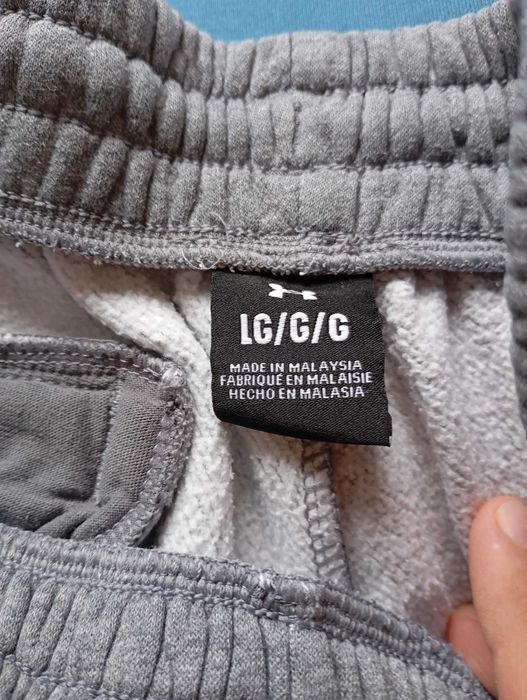 LG/G/G
MADE IN MALAYSIA
FABRIQUÉ EN MALAISIE
HECHO EN MALASIA